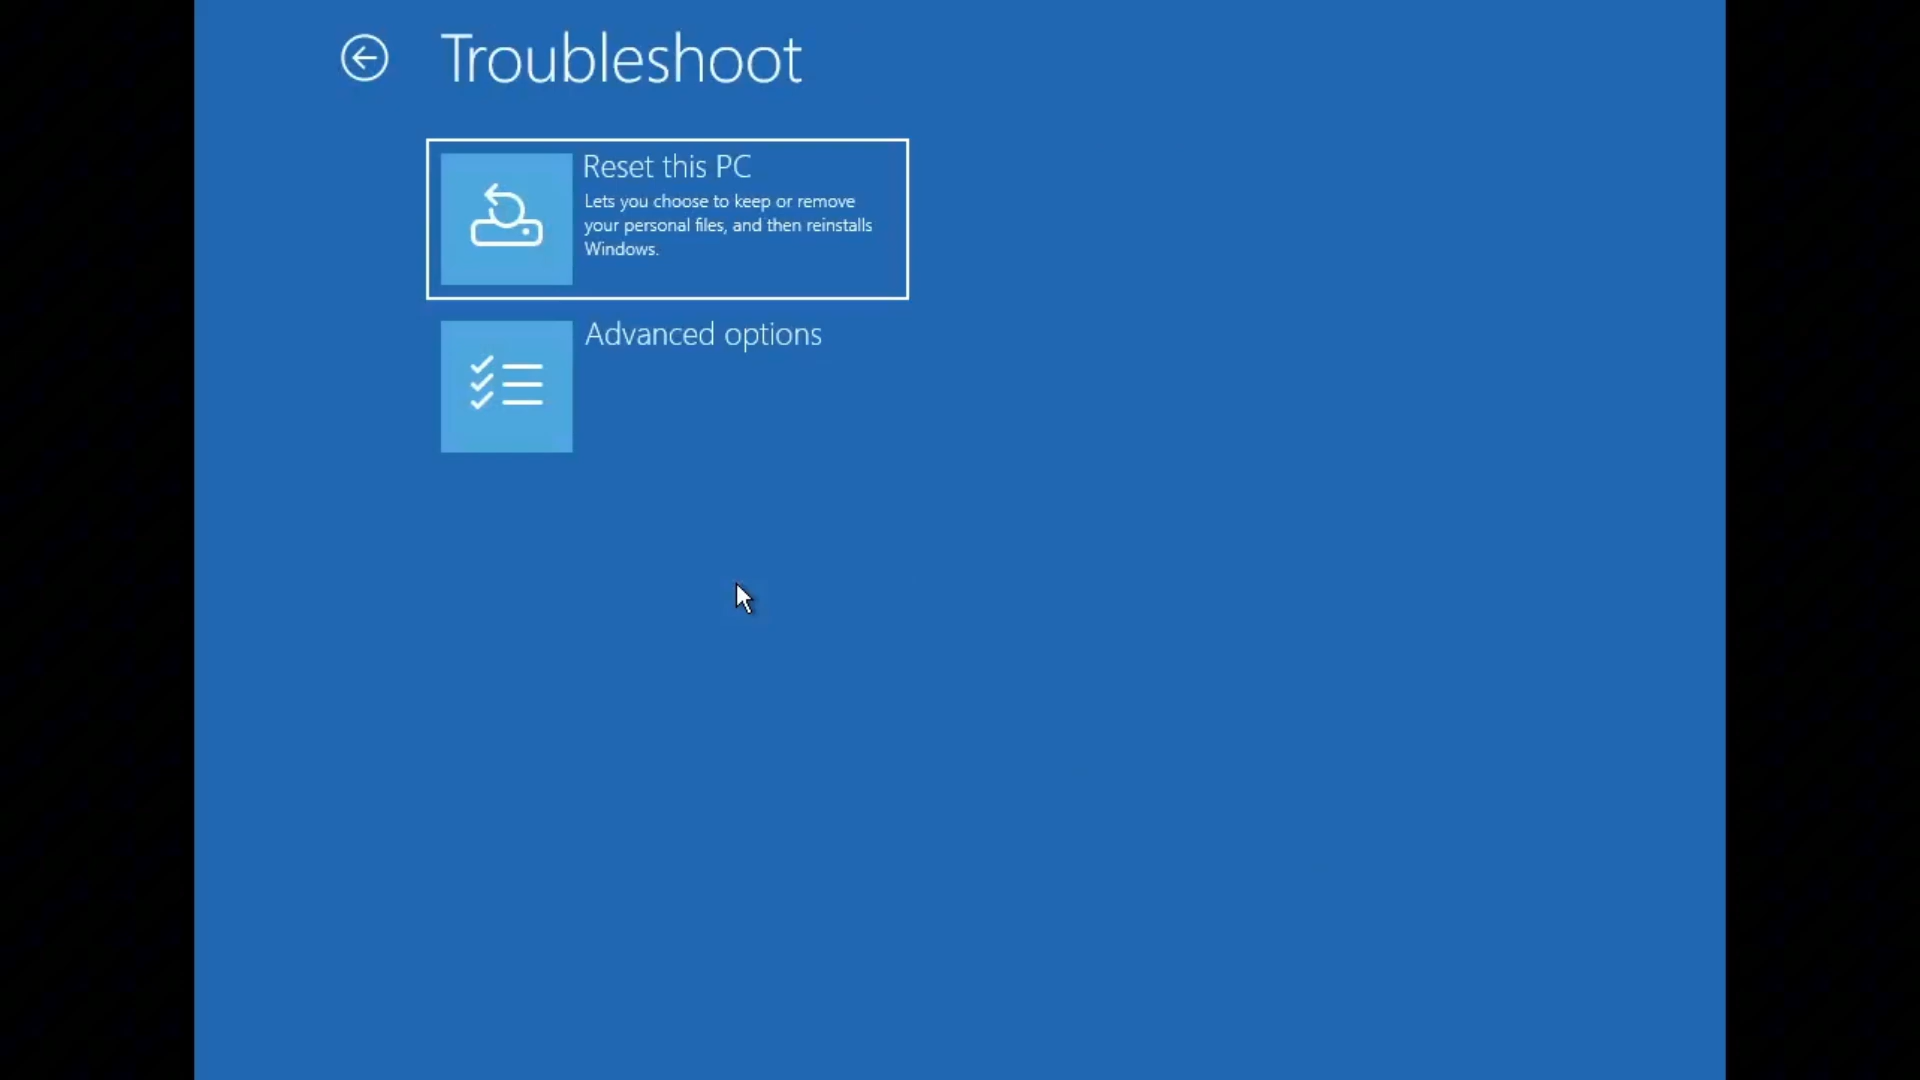 Troubleshoot
Reset this PC
Lets you choose to keep or remove
your personal files, and then reinstalls
Windows.
Advanced options